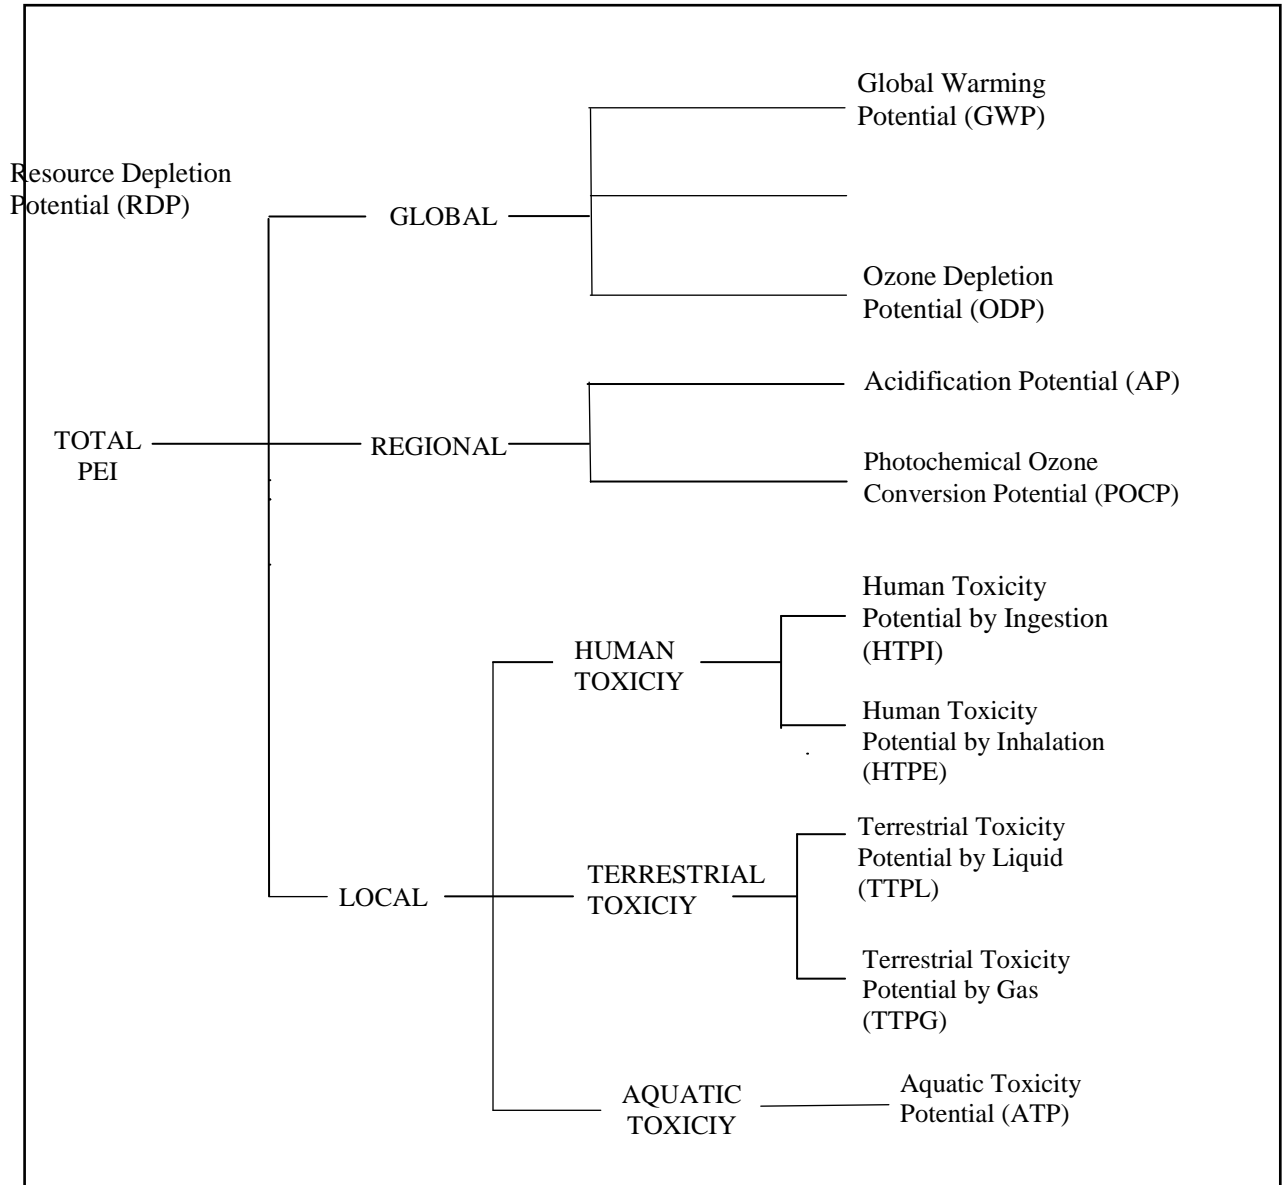 Global Warming
Potential (GWP)
Resource Depletion
Potential (RDP)
GLOBAL
Ozone Depletion
Potential (ODP)
Acidification Potential (AP)
TOTAL
PEI
REGIONAL
Photochemical Ozone
Conversion Potential (POCP)
Human Toxicity
Potential by Ingestion
(HTPI)
HUMAN
TOXICIY
Human Toxicity
Potential by Inhalation
(HTPE)
Terrestrial Toxicity
Potential by Liquid
(TTPL)
LOCAL
TERRESTRIAL
TOXICIY
Terrestrial Toxicity
Potential by Gas
(TTPG)
AQUATIC
TOXICIY
Aquatic Toxicity
Potential (ATP)